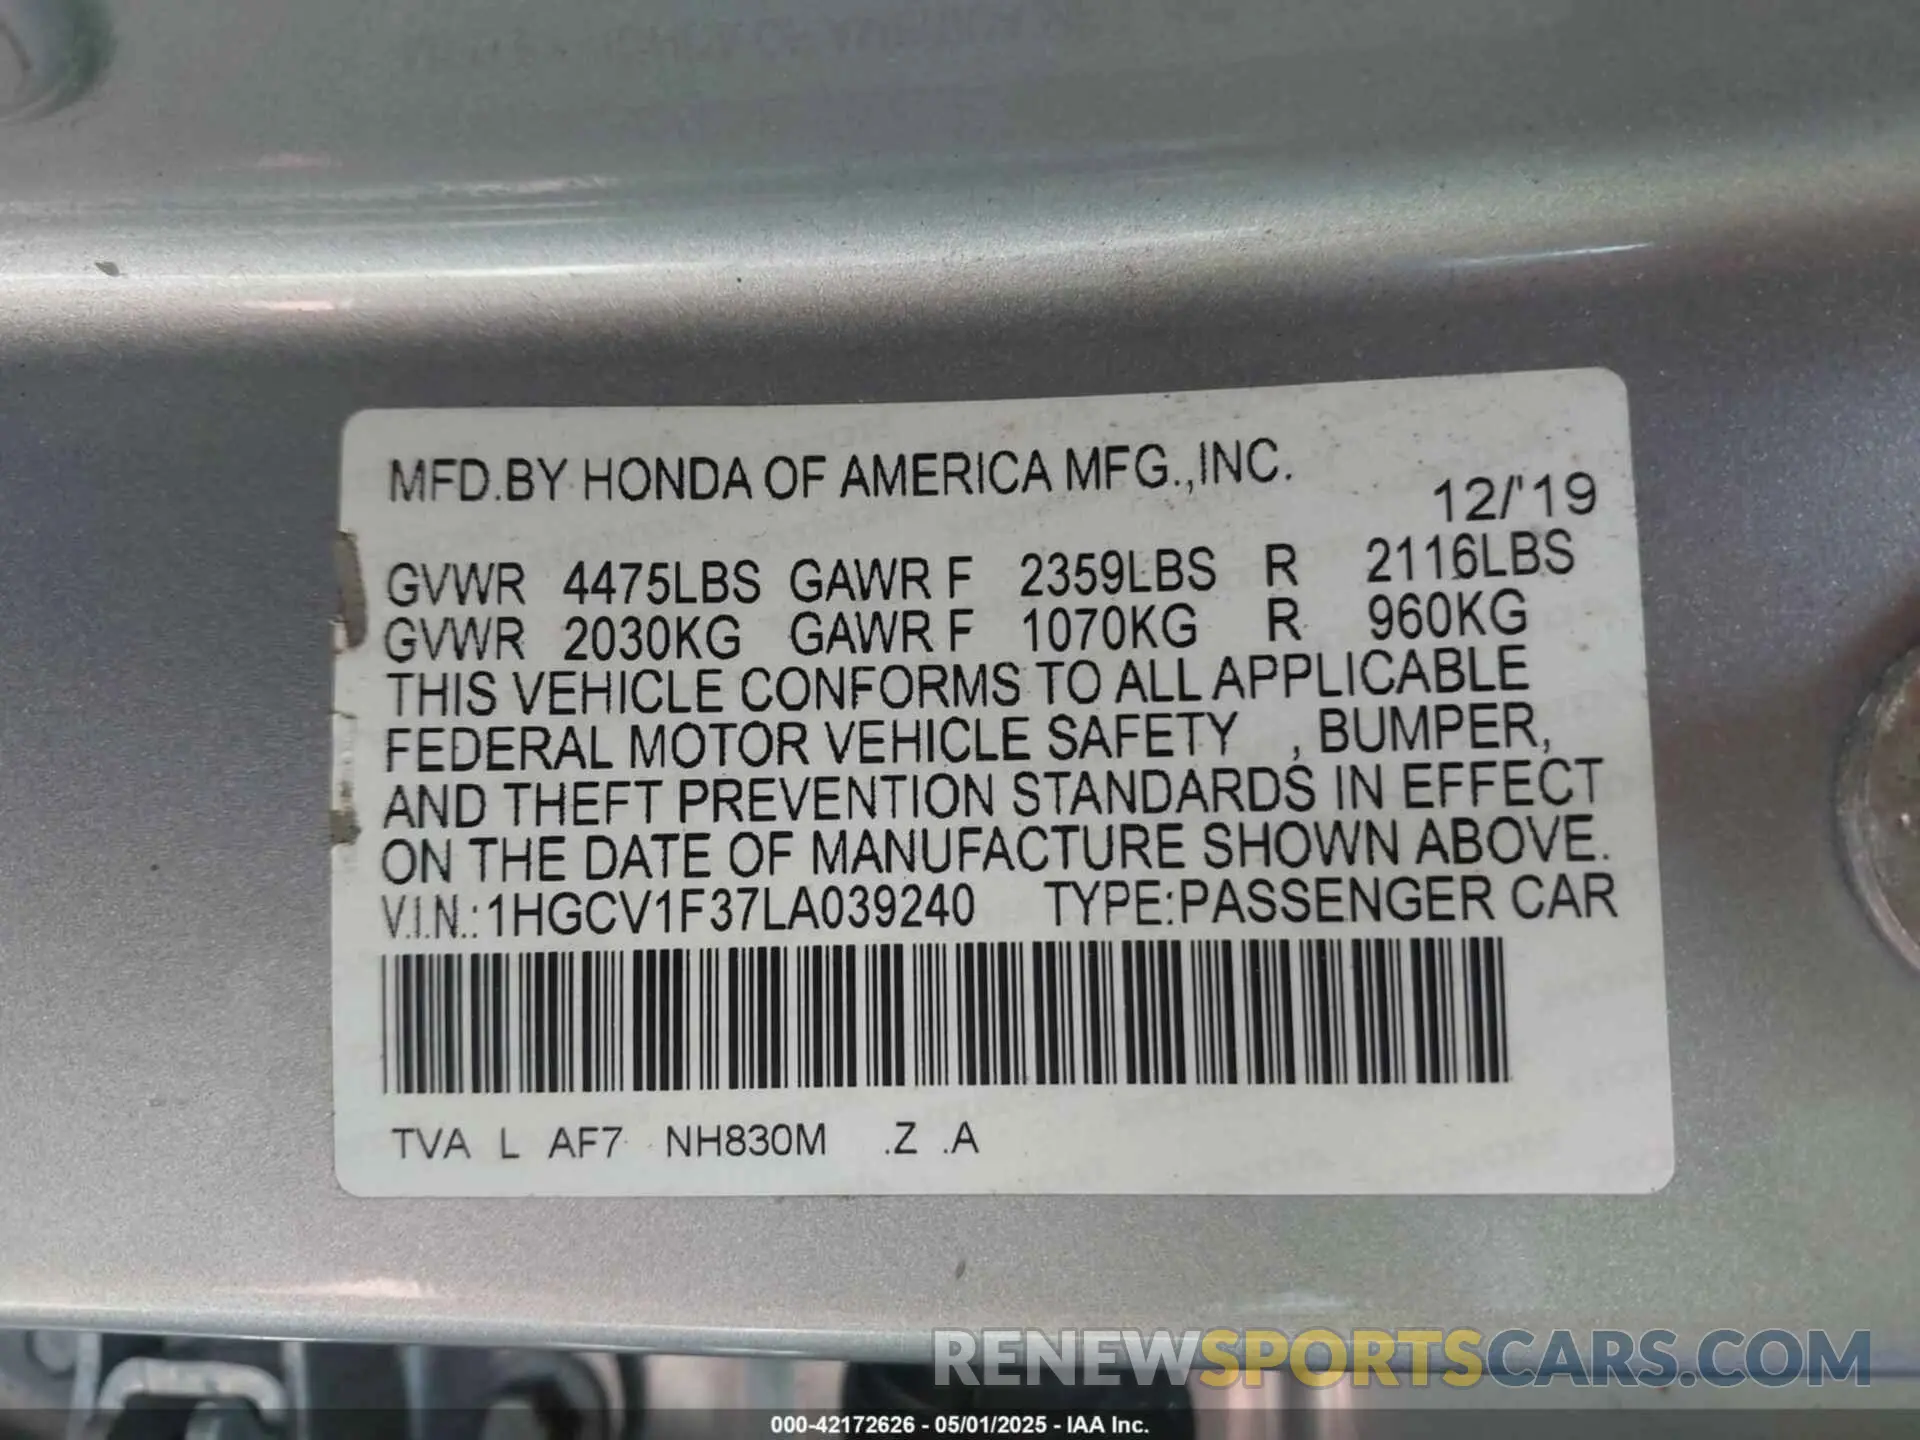 MFD.BY HONDA OF AMERICA MFG.,INC.
12/'19
GVWR 4475LBS GAWR F 2359LBS R 2116LBS
GVWR 2030KG GAWR F 1070KG R 960KG
THIS VEHICLE CONFORMS TO ALL APPLICABLE
FEDERAL MOTOR VEHICLE SAFETY , BUMPER,
AND THEFT PREVENTION STANDARDS IN EFFECT
ON THE DATE OF MANUFACTURE SHOWN ABOVE.
V.I.N.: 1HGCV1F37LA039240 TYPE:PASSENGER CAR
TVA L AF7 NH830M .Z .A
RENEWSPORTSCARS.COM
000-42172626 - 05/01/2025 - IAA Inc.